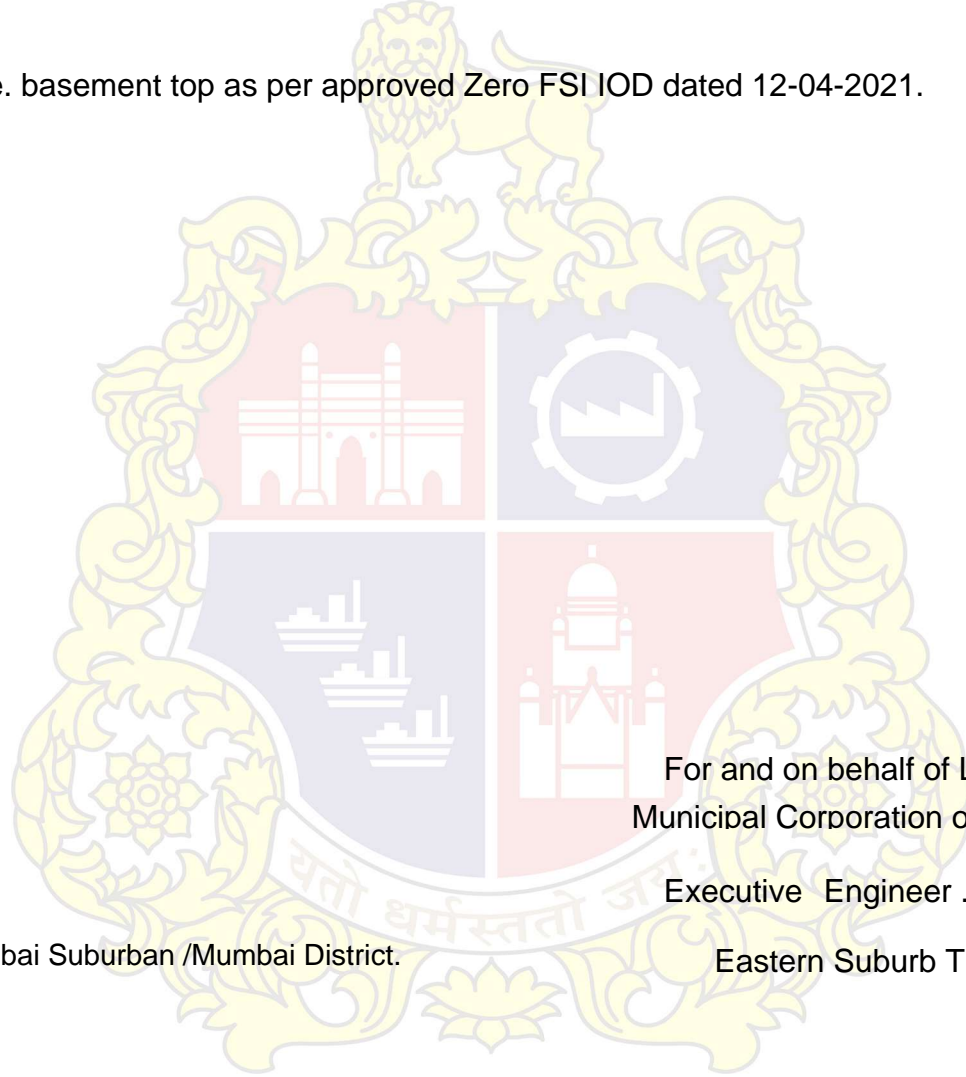 e. basement top as per approved Zero FSI IOD dated 12-04-2021.
For and on behalf of L
Municipal Corporation o
Executive Engineer .
bai Suburban /Mumbai District.
Eastern Suburb T
यतो धर्मस्ततो जय: